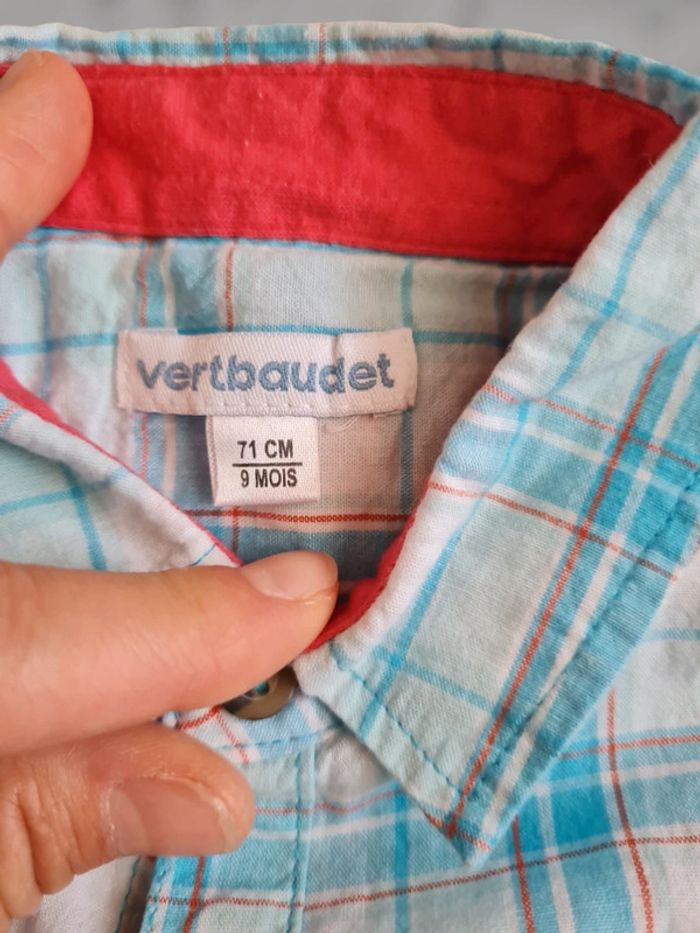 vertbaudet
71 CM
9 MOIS